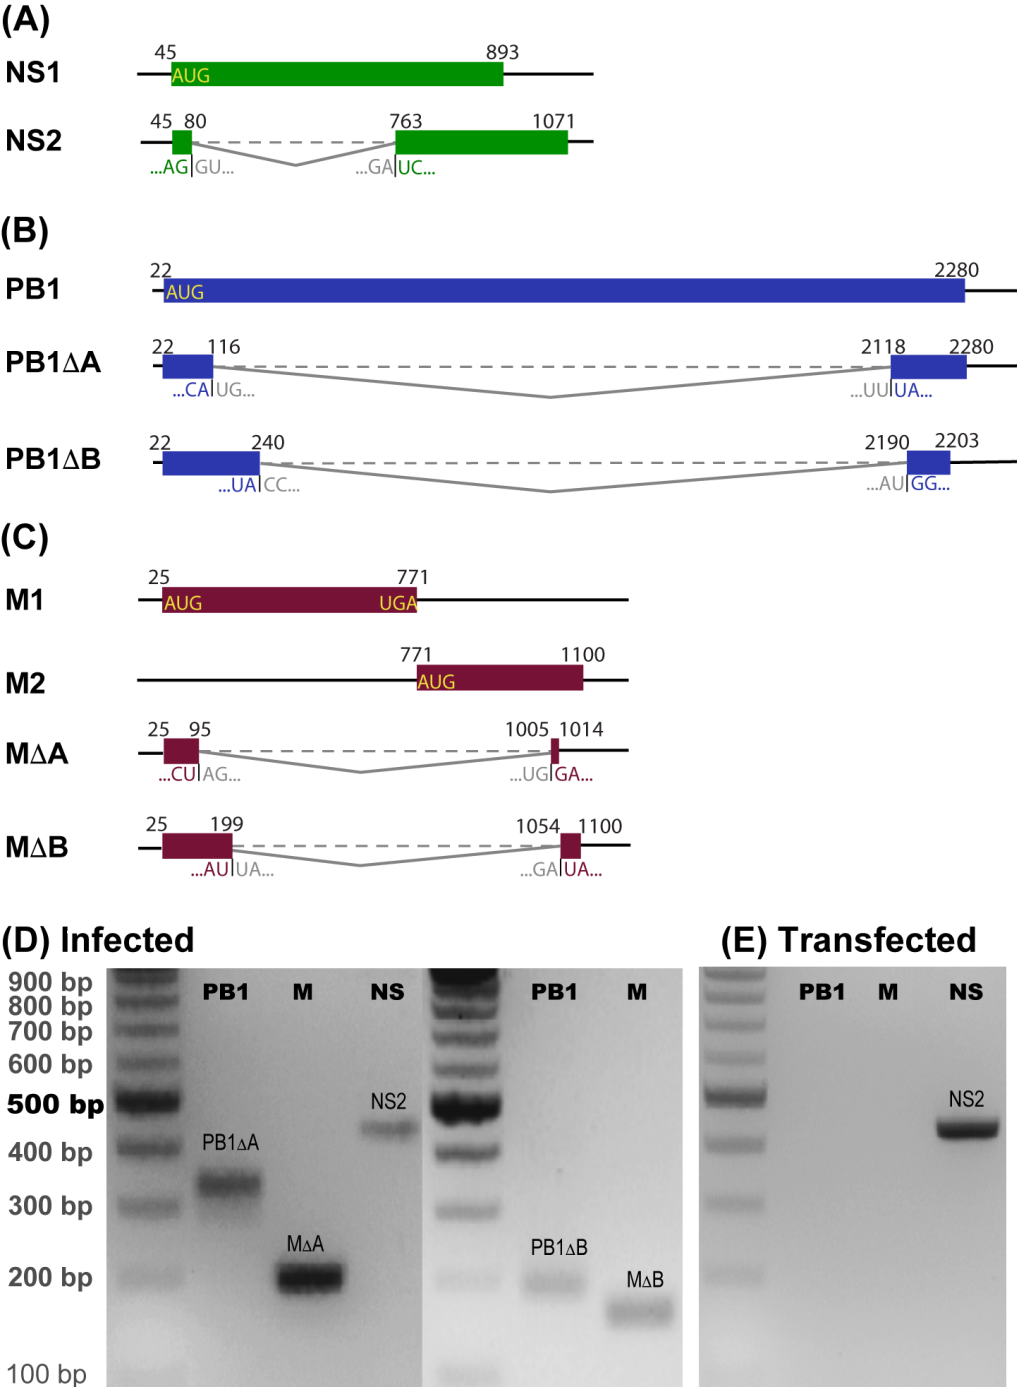 (A)
45 893
NS1
AUG
45 80 763 1071
NS2
...AG GU... ...GA UC...
(B)
22 2280
PB1
AUG
22 116 2118 2280
PB1ΔA
...CA UG... ...UU UA...
22 240 2190 2203
PB1ΔB
...UA CC... ...AU GG...
(C)
25 771
M1
AUG UGA
771 1100
M2
AUG
25 95 1005 1014
MΔA
...CU AG... ...UG GA...
25 199 1054 1100
MΔB
...AU UA... ...GA UA...
(D) Infected (E) Transfected
900 bp
PB1 M NS PB1 M PB1 M NS
800 bp
700 bp
600 bp
500 bp NS2 NS2
400 bp PB1ΔA
300 bp
MΔA PB1ΔB
200 bp MΔB
100 bp